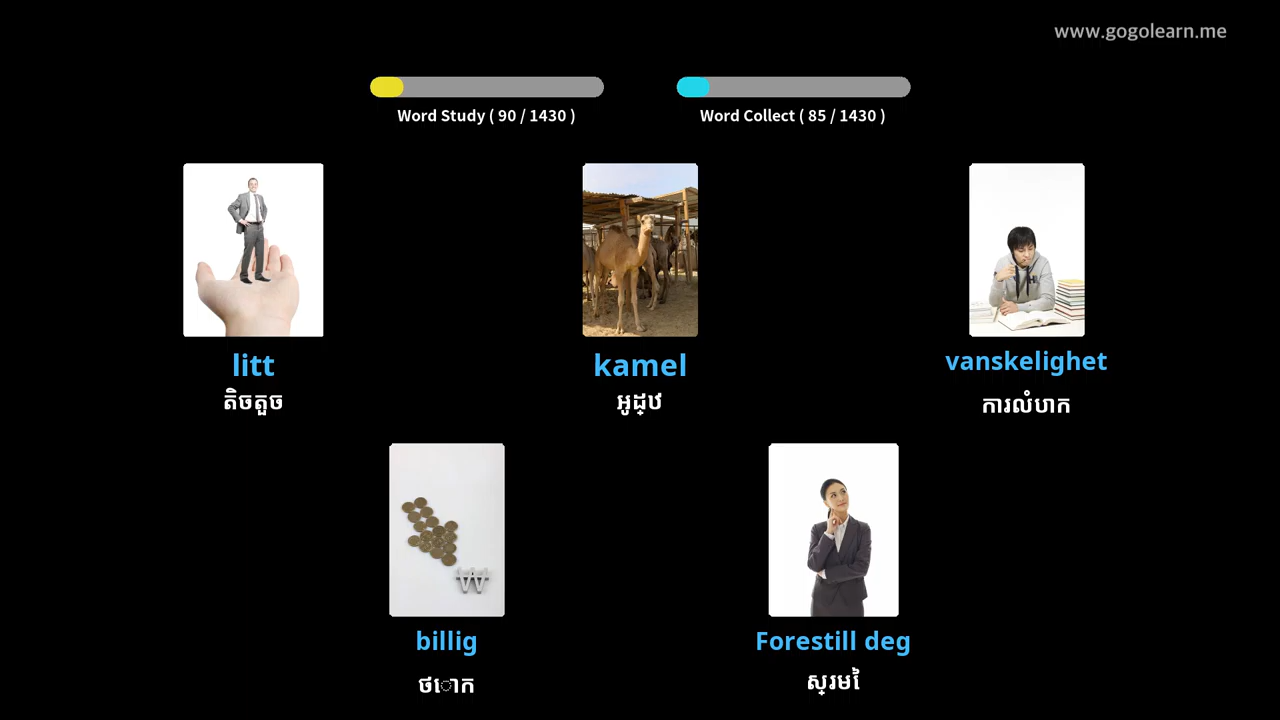 www.gogolearn.me
Word Study ( 90 / 1430 )
Word Collect ( 85 / 1430 )
litt
kamel
vanskelighet
តិចតួច
អូដ្ឋ
ការលំបាក
billig
Forestill deg
ថោក
ស្រមៃ